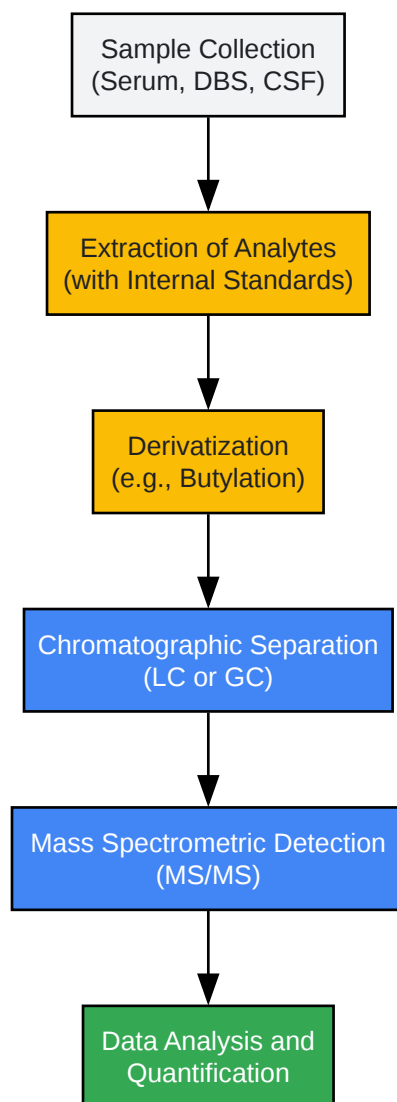 Sample Collection
(Serum, DBS, CSF)
Extraction of Analytes
(with Internal Standards)
Derivatization
(e.g., Butylation)
Chromatographic Separation
(LC or GC)
Mass Spectrometric Detection
(MS/MS)
Data Analysis and
Quantification